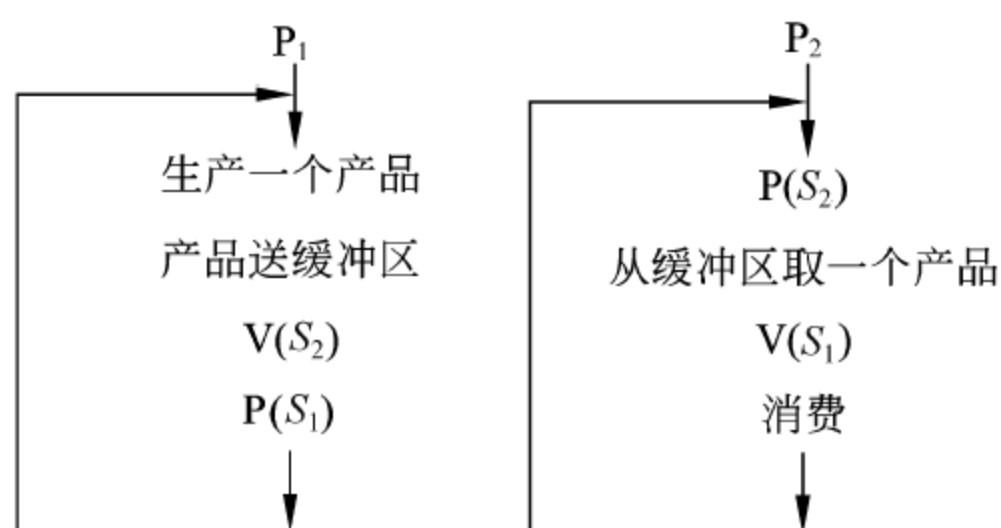 P₁
生产一个产品
产品送缓冲区
V(S₂)
P(S₁)
P₂
P(S₂)
从缓冲区取一个产品
V(S₁)
消费